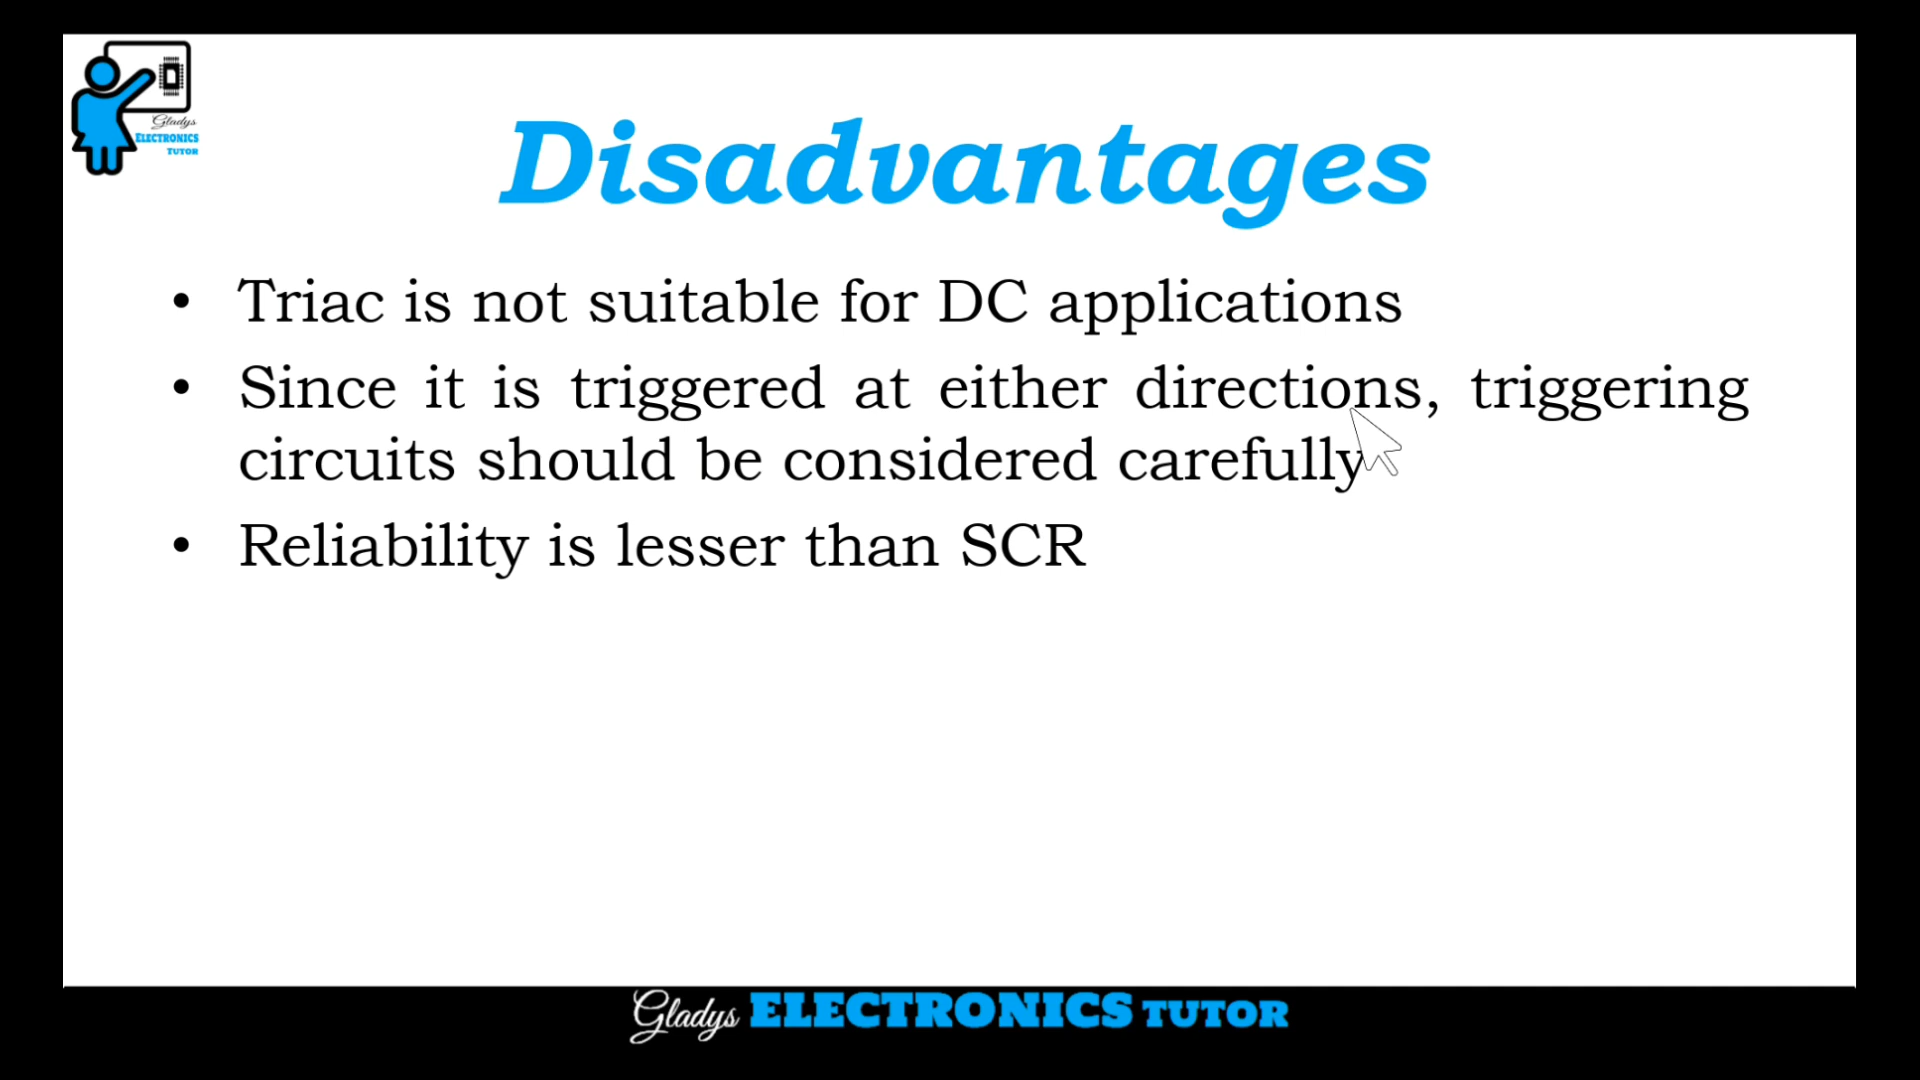 Gladys
ELECTRONICS
TUTOR
Disadvantages
• Triac is not suitable for DC applications
• Since it is triggered at either directions, triggering
circuits should be considered carefully
• Reliability is lesser than SCR
Gladys ELECTRONICS TUTOR